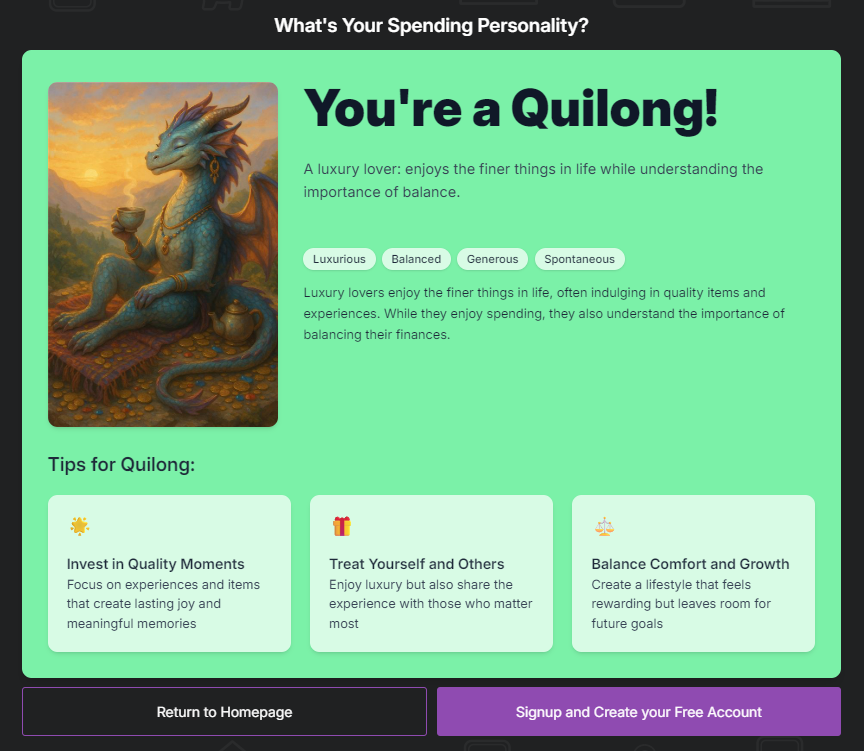 What's Your Spending Personality?
You're a Quilong!
A luxury lover: enjoys the finer things in life while understanding the
importance of balance.
Luxurious
Balanced
Generous
Spontaneous
Luxury lovers enjoy the finer things in life, often indulging in quality items and
experiences. While they enjoy spending, they also understand the importance of
balancing their finances.
Tips for Quilong:
Invest in Quality Moments
Focus on experiences and items
that create lasting joy and
meaningful memories
Treat Yourself and Others
Enjoy luxury but also share the
experience with those who matter
most
Balance Comfort and Growth
Create a lifestyle that feels
rewarding but leaves room for
future goals
Return to Homepage
Signup and Create your Free Account